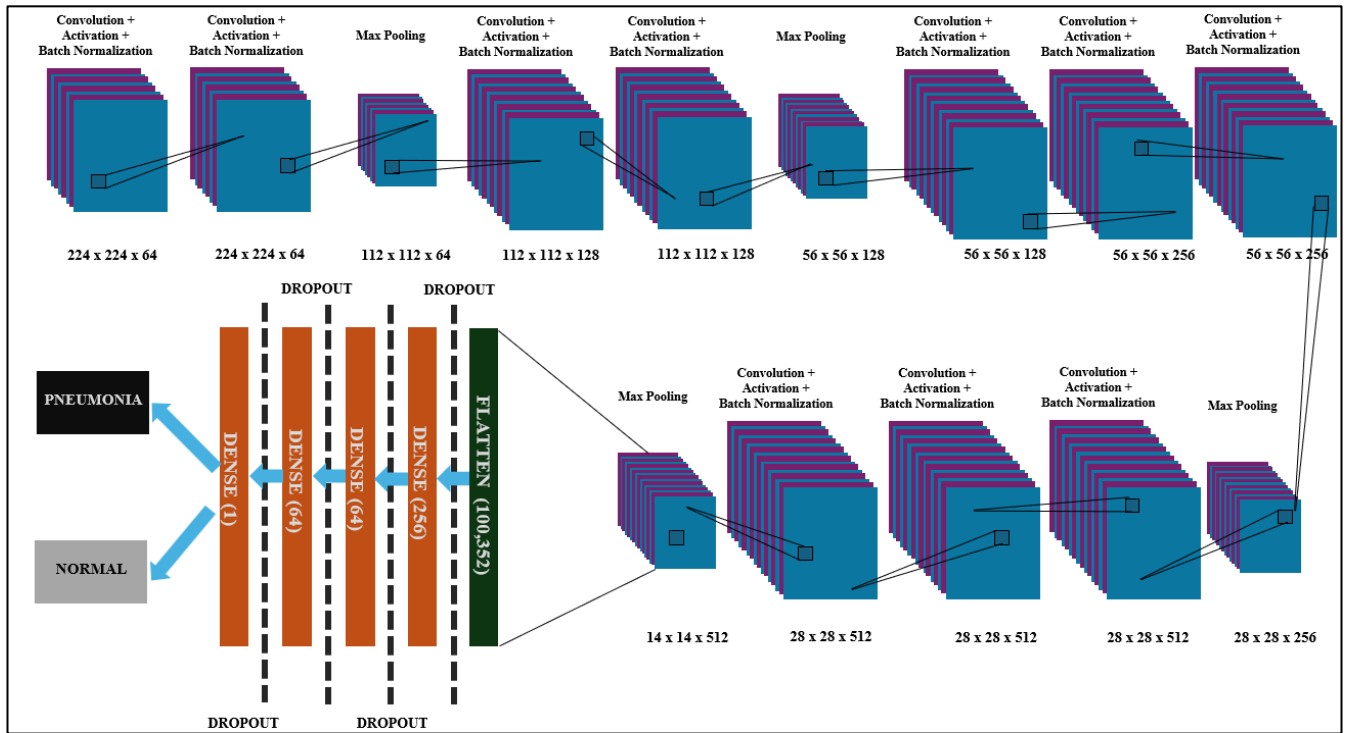 Convolution +
Activation +
Batch Normalization
Convolution +
Activation +
Batch Normalization
Max Pooling
Convolution +
Activation +
Batch Normalization
Convolution +
Activation +
Batch Normalization
Max Pooling
Convolution +
Activation +
Batch Normalization
Convolution +
Activation +
Batch Normalization
Convolution +
Activation +
Batch Normalization
224 x 224 x 64
224 x 224 x 64
112 x 112 x 64
112 x 112 x 128
112 x 112 x 128
56 x 56 x 128
56 x 56 x 128
56 x 56 x 256
56 x 56 x 256
DROPOUT
DROPOUT
PNEUMONIA
NORMAL
DENSE (1)
DENSE (64)
DENSE (64)
DENSE (256)
FLATTEN (100,352)
DROPOUT
DROPOUT
Max Pooling
Convolution +
Activation +
Batch Normalization
Convolution +
Activation +
Batch Normalization
Convolution +
Activation +
Batch Normalization
Max Pooling
14 x 14 x 512
28 x 28 x 512
28 x 28 x 512
28 x 28 x 512
28 x 28 x 256